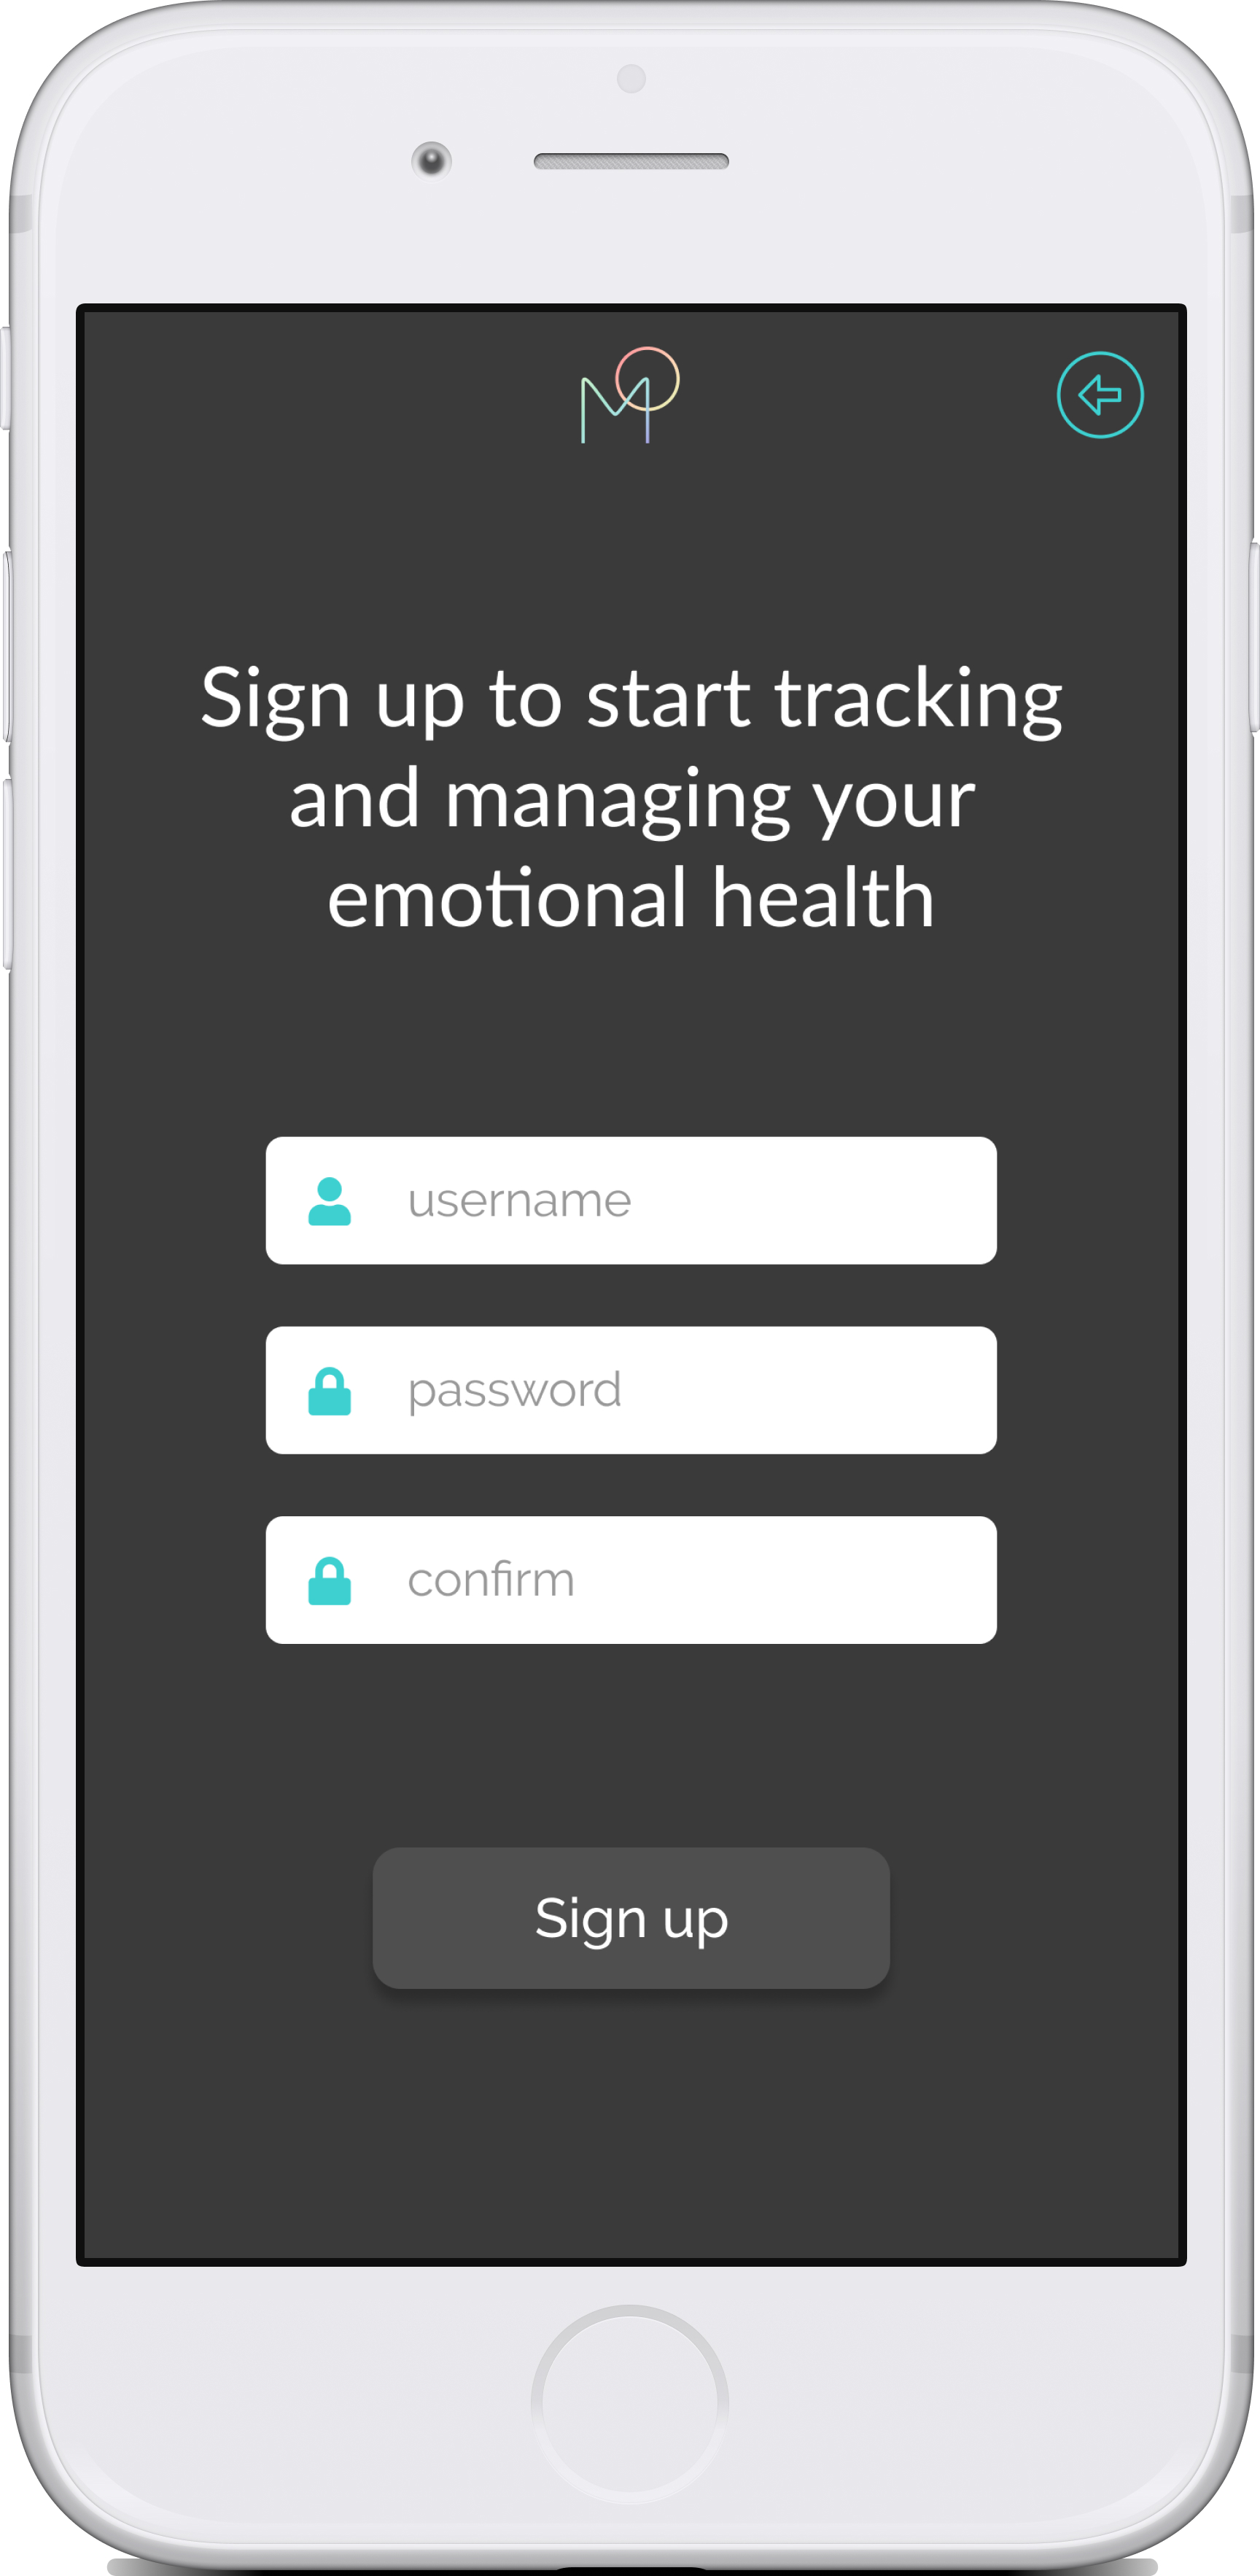 Sign up to start tracking
and managing your
emotional health
username
password
confirm
Sign up